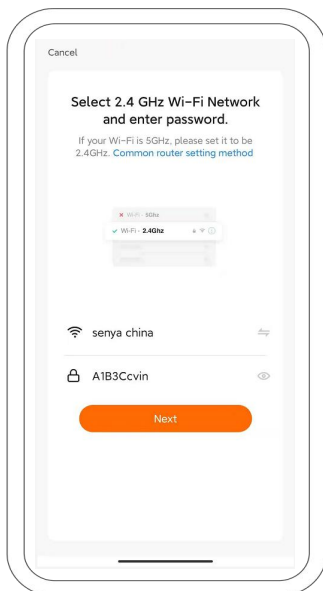 Cancel
Select 2.4 GHz Wi-Fi Network
and enter password.
If your Wi-Fi is 5GHz, please set it to be
2.4GHz. Common router setting method
Wi-Fi - 5Ghz
Wi-Fi - 2.4Ghz
senya china
A1B3Ccvin
Next